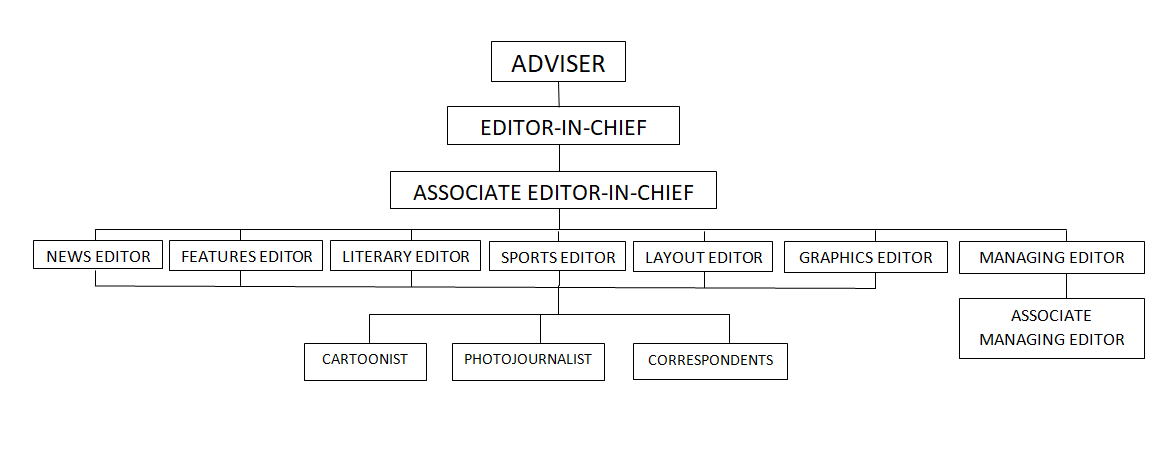 ADVISER
EDITOR-IN-CHIEF
ASSOCIATE EDITOR-IN-CHIEF
NEWS EDITOR
FEATURES EDITOR
LITERARY EDITOR
SPORTS EDITOR
LAYOUT EDITOR
GRAPHICS EDITOR
MANAGING EDITOR
ASSOCIATE
MANAGING EDITOR
CARTOONIST
PHOTOJOURNALIST
CORRESPONDENTS